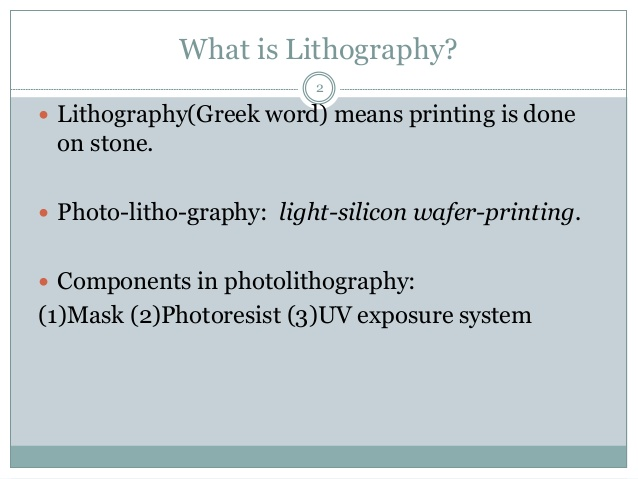 What is Lithography?
2
• Lithography(Greek word) means printing is done
on stone.
• Photo-litho-graphy: light-silicon wafer-printing.
• Components in photolithography:
(1)Mask (2)Photoresist (3)UV exposure system